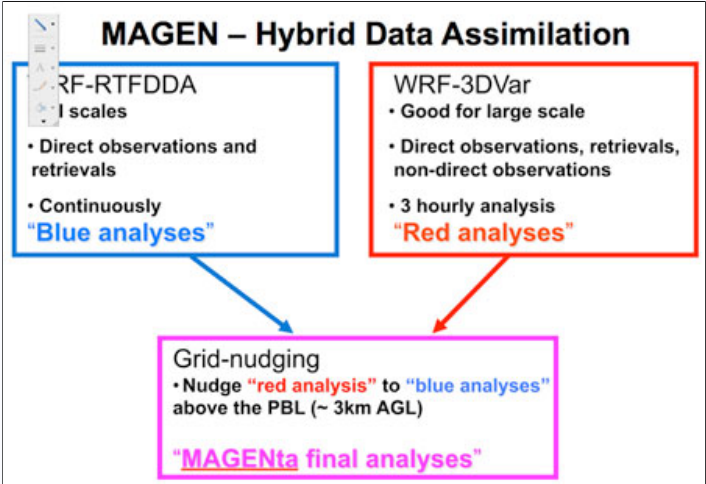 MAGEN – Hybrid Data Assimilation
RF-RTFDDA
scales
• Direct observations and
retrievals
• Continuously
“Blue analyses”
WRF-3DVar
• Good for large scale
• Direct observations, retrievals,
non-direct observations
• 3 hourly analysis
“Red analyses”
Grid-nudging
• Nudge “red analysis” to “blue analyses”
above the PBL (~ 3km AGL)
“MAGENta final analyses”